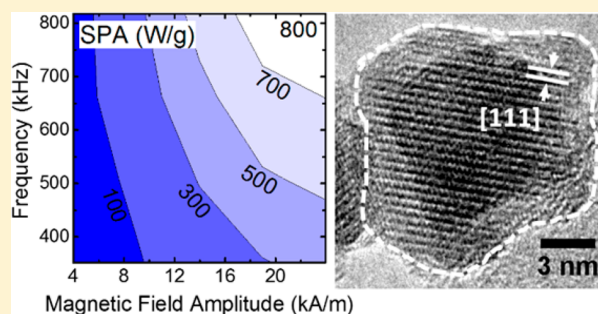 SPA (W/g)
800
800
700
600
500
400
Frequency (kHz)
100
300
500
700
4 8 12 16 20
Magnetic Field Amplitude (kA/m)
[111]
3 nm